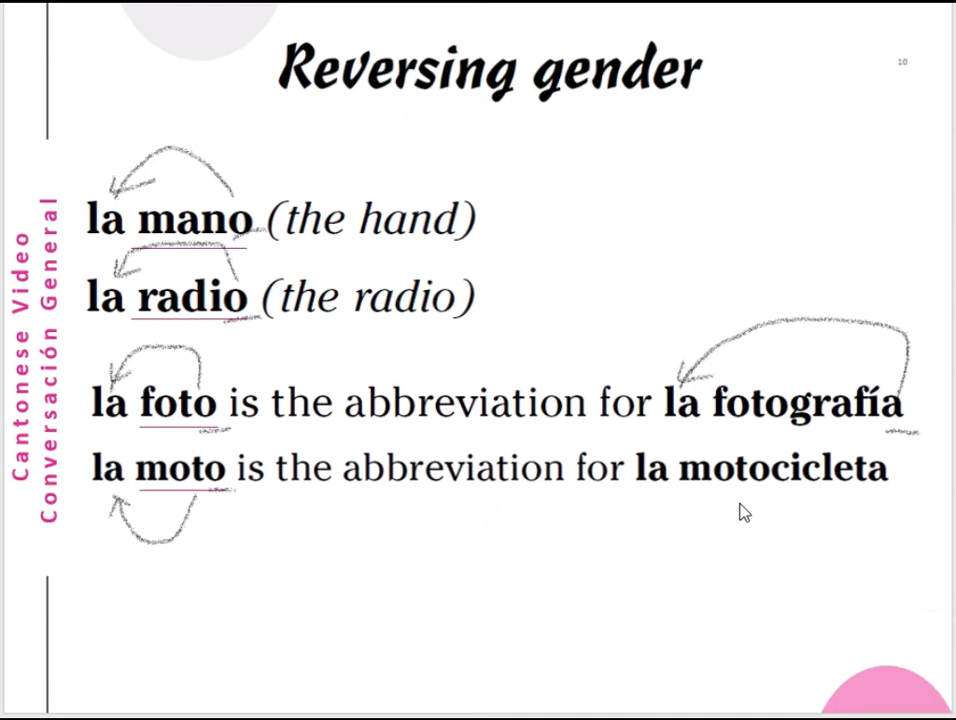 Reversing gender
10
la mano (the hand)
la radio (the radio)
la foto is the abbreviation for la fotografía
la moto is the abbreviation for la motocicleta
Cantonese Video
Conversación General